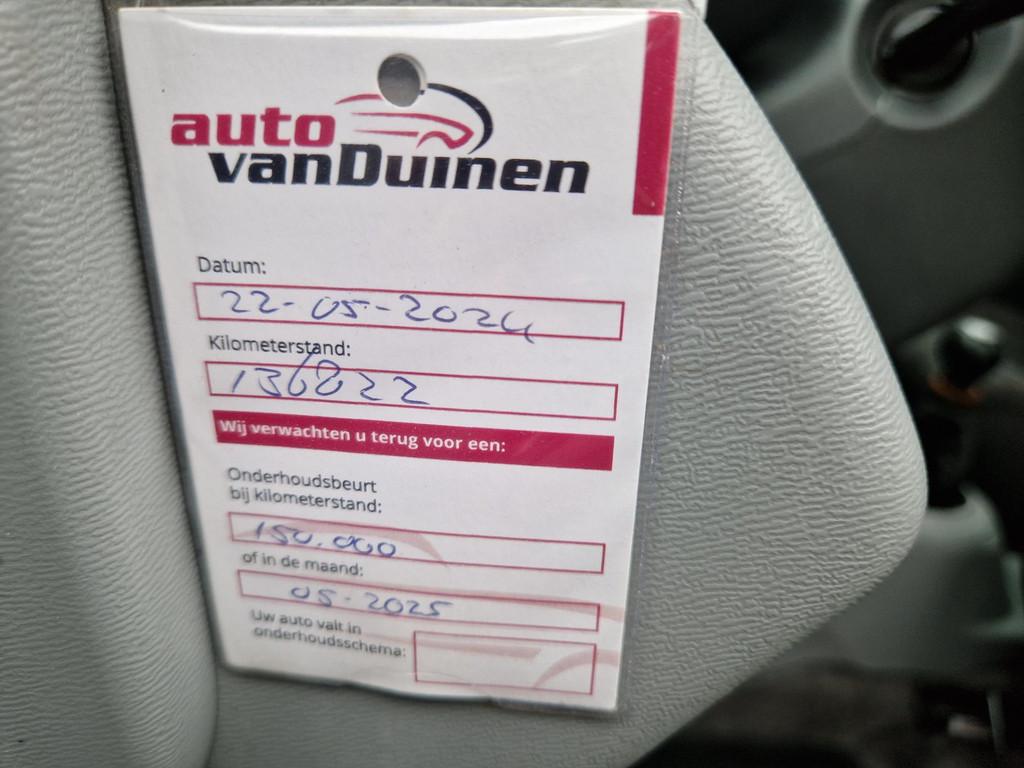 auto
vanDuinen
Datum:
22-05-2024
Kilometerstand:
136822
Wij verwachten u terug voor een:
Onderhoudsbeurt
bij kilometerstand:
150.000
of in de maand:
05-2025
Uw auto valt in
onderhoudsschema: